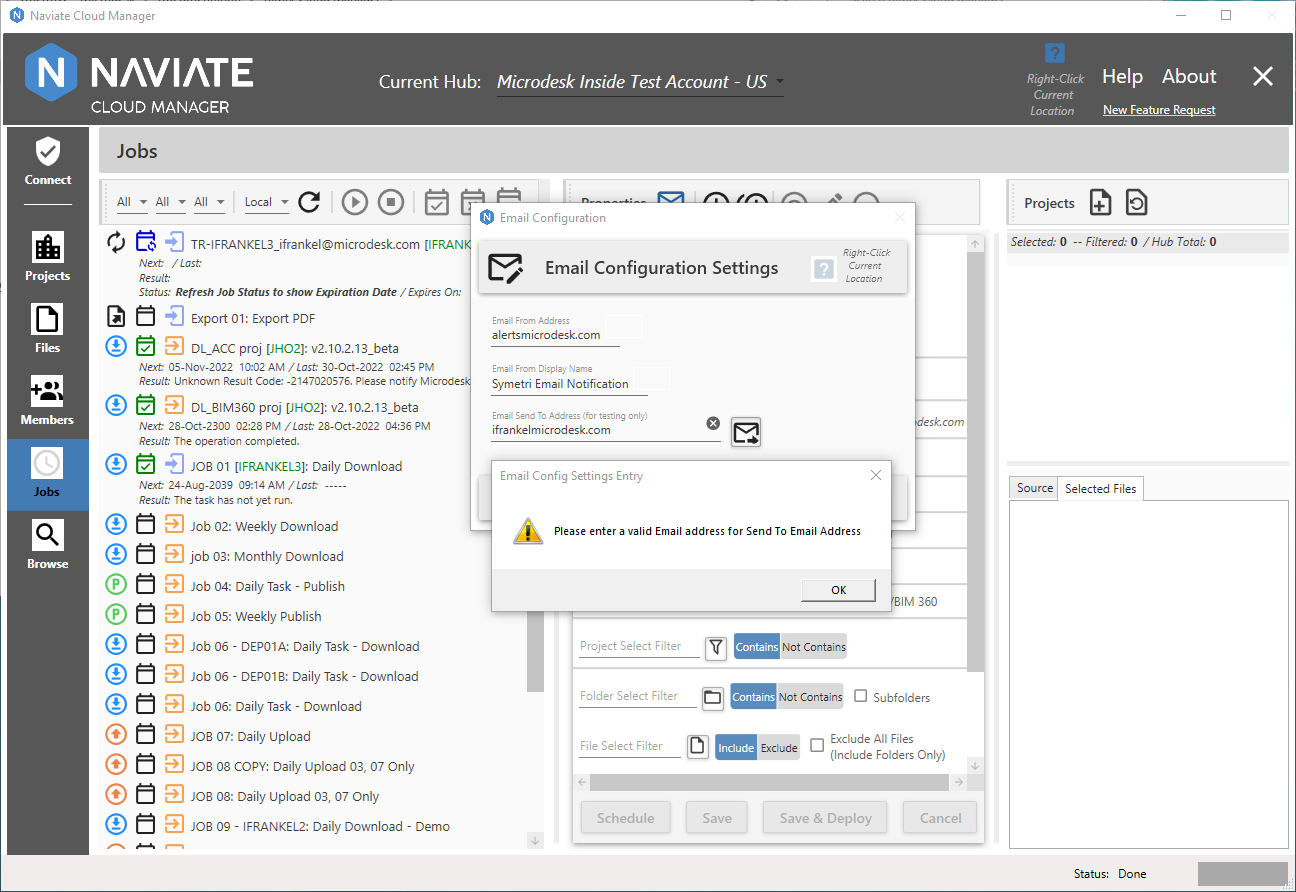 Naviate Cloud Manager
NAVIATE
CLOUD MANAGER
Current Hub: Microdesk Inside Test Account - US
Right-Click
Current
Location
Help About
New Feature Request
Connect
Projects
Files
Members
Jobs
Browse
Jobs
All All All Local
Properties
Projects
Selected: 0 -- Filtered: 0 / Hub Total: 0
Source Selected Files
TR-IFRANKEL3_ifrankel@microdesk.com [IFRANK
Next: / Last:
Result:
Status: Refresh Job Status to show Expiration Date / Expires On:
Export 01: Export PDF
DL_ACC proj [JHO2]: v2.10.2.13_beta
Next: 05-Nov-2022 10:02 AM / Last: 30-Oct-2022 02:45 PM
Result: Unknown Result Code: -2147020576. Please notify Microdesk
DL_BIM360 proj [JHO2]: v2.10.2.13_beta
Next: 28-Oct-2300 02:28 PM / Last: 28-Oct-2022 04:36 PM
Result: The operation completed.
JOB 01 [IFRANKEL3]: Daily Download
Next: 24-Aug-2039 09:14 AM / Last: -----
Result: The task has not yet run.
Job 02: Weekly Download
job 03: Monthly Download
Job 04: Daily Task - Publish
Job 05: Weekly Publish
Job 06 - DEP01A: Daily Task - Download
Job 06 - DEP01B: Daily Task - Download
Job 06: Daily Task - Download
JOB 07: Daily Upload
JOB 08 COPY: Daily Upload 03, 07 Only
JOB 08: Daily Upload 03, 07 Only
JOB 09 - IFRANKEL2: Daily Download - Demo
Email Configuration
Email Configuration Settings
Right-Click
Current
Location
Email From Address
alertsmicrodesk.com
Email From Display Name
Symetri Email Notification
Email Send To Address (for testing only)
ifrankelmicrodesk.com
desk.com
Email Config Settings Entry
Please enter a valid Email address for Send To Email Address
OK
/BIM 360
Project Select Filter Contains Not Contains
Folder Select Filter Contains Not Contains Subfolders
File Select Filter Include Exclude Exclude All Files
(Include Folders Only)
Schedule Save Save & Deploy Cancel
Status: Done